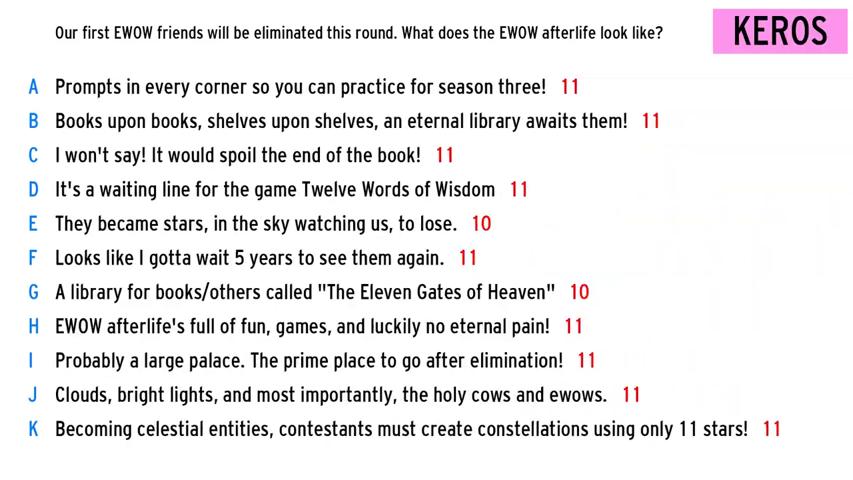 Our first EWOW friends will be eliminated this round. What does the EWOW afterlife look like?
KEROS
A Prompts in every corner so you can practice for season three! 11
B Books upon books, shelves upon shelves, an eternal library awaits them! 11
C I won't say! It would spoil the end of the book! 11
D It's a waiting line for the game Twelve Words of Wisdom 11
E They became stars, in the sky watching us, to lose. 10
F Looks like I gotta wait 5 years to see them again. 11
G A library for books/others called "The Eleven Gates of Heaven" 10
H EWOW afterlife's full of fun, games, and luckily no eternal pain! 11
I Probably a large palace. The prime place to go after elimination! 11
J Clouds, bright lights, and most importantly, the holy cows and ewows. 11
K Becoming celestial entities, contestants must create constellations using only 11 stars! 11